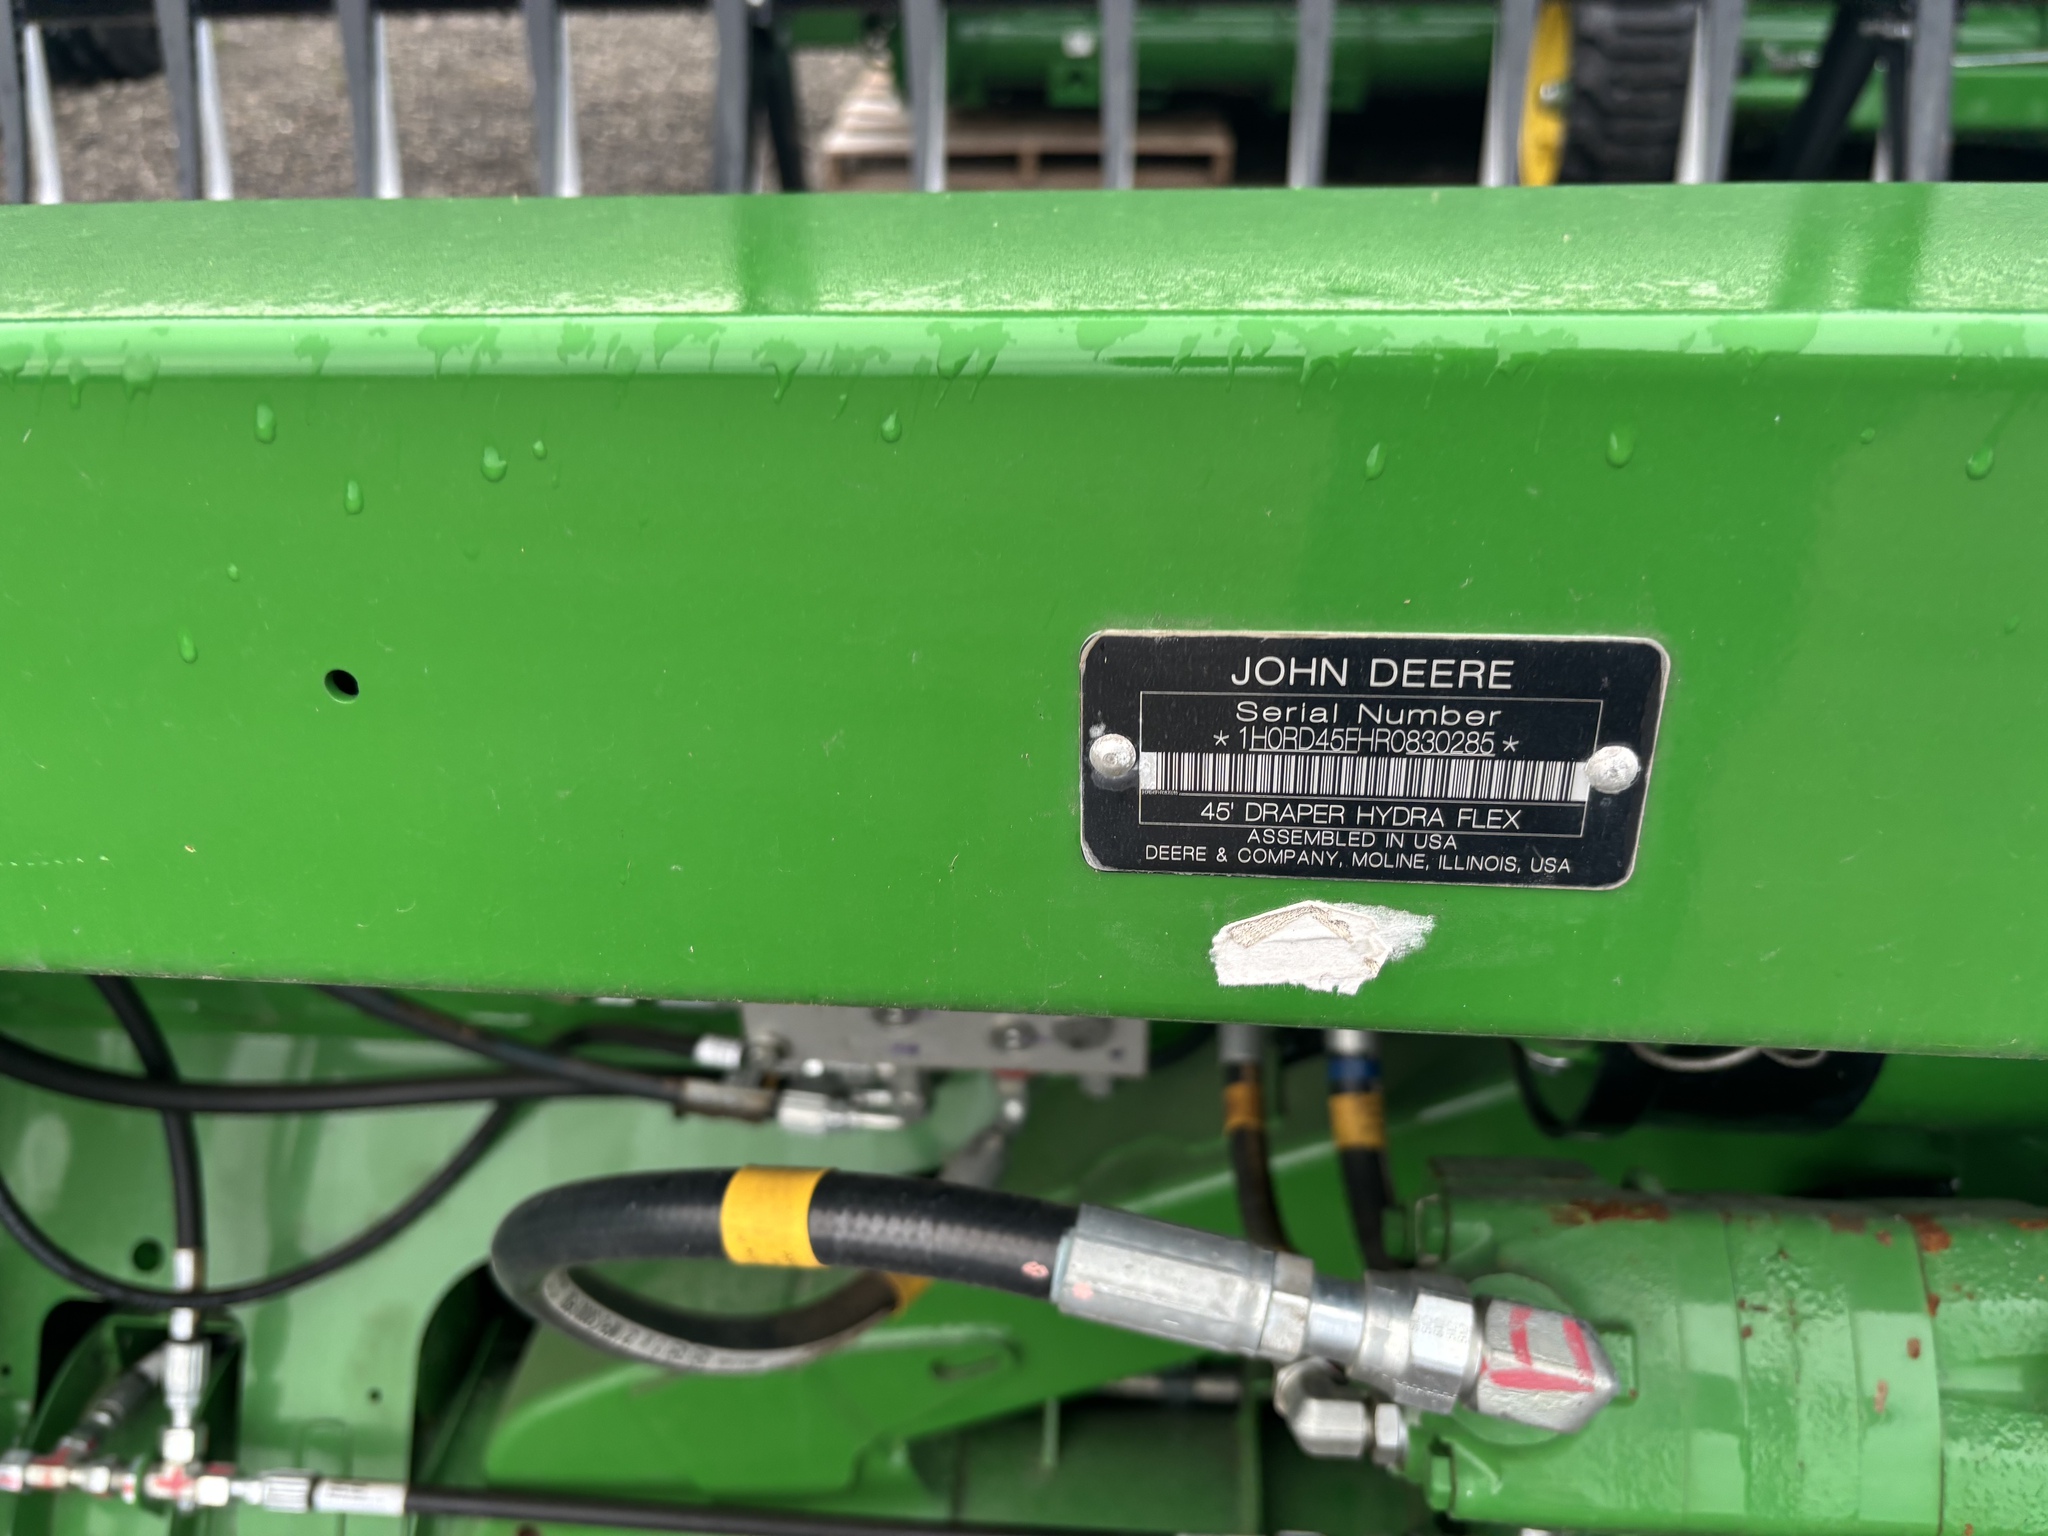 JOHN DEERE
Serial Number
*1H0RD45FHR0830285*
45' DRAPER HYDRA FLEX
ASSEMBLED IN USA
DEERE & COMPANY, MOLINE, ILLINOIS, USA